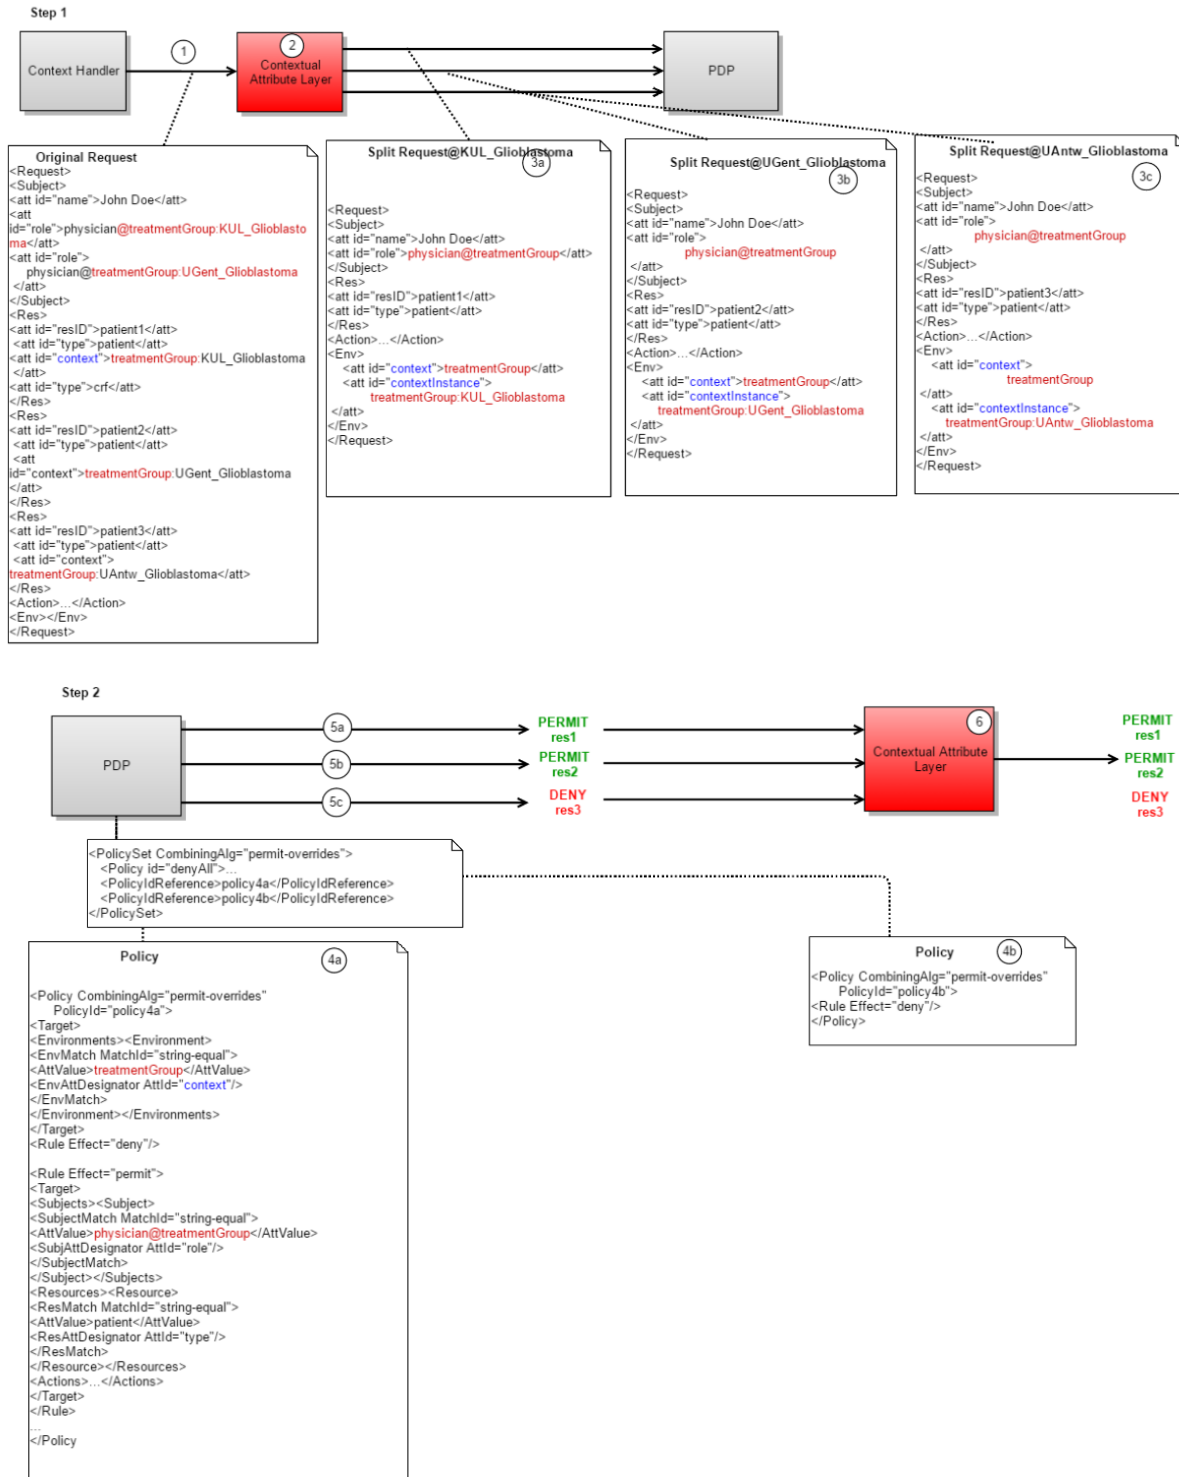 Step 1
Context Handler
1
2
Contextual
Attribute Layer
PDP
Original Request
<Request>
<Subject>
<att id="name">John Doe</att>
<att
id="role">physician@treatmentGroup:KUL_Glioblasto
ma</att>
<att id="role">
physician@treatmentGroup:UGent_Glioblastoma
</att>
</Subject>
<Res>
<att id="resID">patient1</att>
<att id="type">patient</att>
<att id="context">treatmentGroup:KUL_Glioblastoma
</att>
<att id="type">crf</att>
</Res>
<Res>
<att id="resID">patient2</att>
<att id="type">patient</att>
<att
id="context">treatmentGroup:UGent_Glioblastoma
</att>
</Res>
<Res>
<att id="resID">patient3</att>
<att id="type">patient</att>
<att id="context">
treatmentGroup:UAntw_Glioblastoma</att>
</Res>
<Action>...</Action>
<Env></Env>
</Request>
Split Request@KUL_Glioblastoma
3a
<Request>
<Subject>
<att id="name">John Doe</att>
<att id="role">physician@treatmentGroup</att>
</Subject>
<Res>
<att id="resID">patient1</att>
<att id="type">patient</att>
</Res>
<Action>...</Action>
<Env>
<att id="context">treatmentGroup</att>
<att id="contextInstance">
treatmentGroup:KUL_Glioblastoma
</att>
</Env>
</Request>
Split Request@UGent_Glioblastoma
3b
<Request>
<Subject>
<att id="name">John Doe</att>
<att id="role">
physician@treatmentGroup
</att>
</Subject>
<Res>
<att id="resID">patient2</att>
<att id="type">patient</att>
</Res>
<Action>...</Action>
<Env>
<att id="context">treatmentGroup</att>
<att id="contextInstance">
treatmentGroup:UGent_Glioblastoma
</att>
</Env>
</Request>
Split Request@UAntw_Glioblastoma
3c
<Request>
<Subject>
<att id="name">John Doe</att>
<att id="role">
physician@treatmentGroup
</att>
</Subject>
<Res>
<att id="resID">patient3</att>
<att id="type">patient</att>
</Res>
<Action>...</Action>
<Env>
<att id="context">
treatmentGroup
</att>
<att id="contextInstance">
treatmentGroup:UAntw_Glioblastoma
</att>
</Env>
</Request>
Step 2
PDP
5a
5b
5c
PERMIT
res1
PERMIT
res2
DENY
res3
6
Contextual Attribute
Layer
PERMIT
res1
PERMIT
res2
DENY
res3
<PolicySet CombiningAlg="permit-overrides">
<Policy id="denyAll">...
<PolicyIdReference>policy4a</PolicyIdReference>
<PolicyIdReference>policy4b</PolicyIdReference>
</PolicySet>
Policy
4a
<Policy CombiningAlg="permit-overrides"
PolicyId="policy4a">
<Target>
<Environments><Environment>
<EnvMatch MatchId="string-equal">
<AttValue>treatmentGroup</AttValue>
<EnvAttDesignator AttId="context"/>
</EnvMatch>
</Environment></Environments>
</Target>
<Rule Effect="deny"/>
<Rule Effect="permit">
<Target>
<Subjects><Subject>
<SubjectMatch MatchId="string-equal">
<AttValue>physician@treatmentGroup</AttValue>
<SubjAttDesignator AttId="role"/>
</SubjectMatch>
</Subject></Subjects>
<Resources><Resource>
<ResMatch MatchId="string-equal">
<AttValue>patient</AttValue>
<ResAttDesignator AttId="type"/>
</ResMatch>
</Resource></Resources>
<Actions>...</Actions>
</Target>
</Rule>
...
</Policy
Policy
4b
<Policy CombiningAlg="permit-overrides"
PolicyId="policy4b">
<Rule Effect="deny"/>
</Policy>